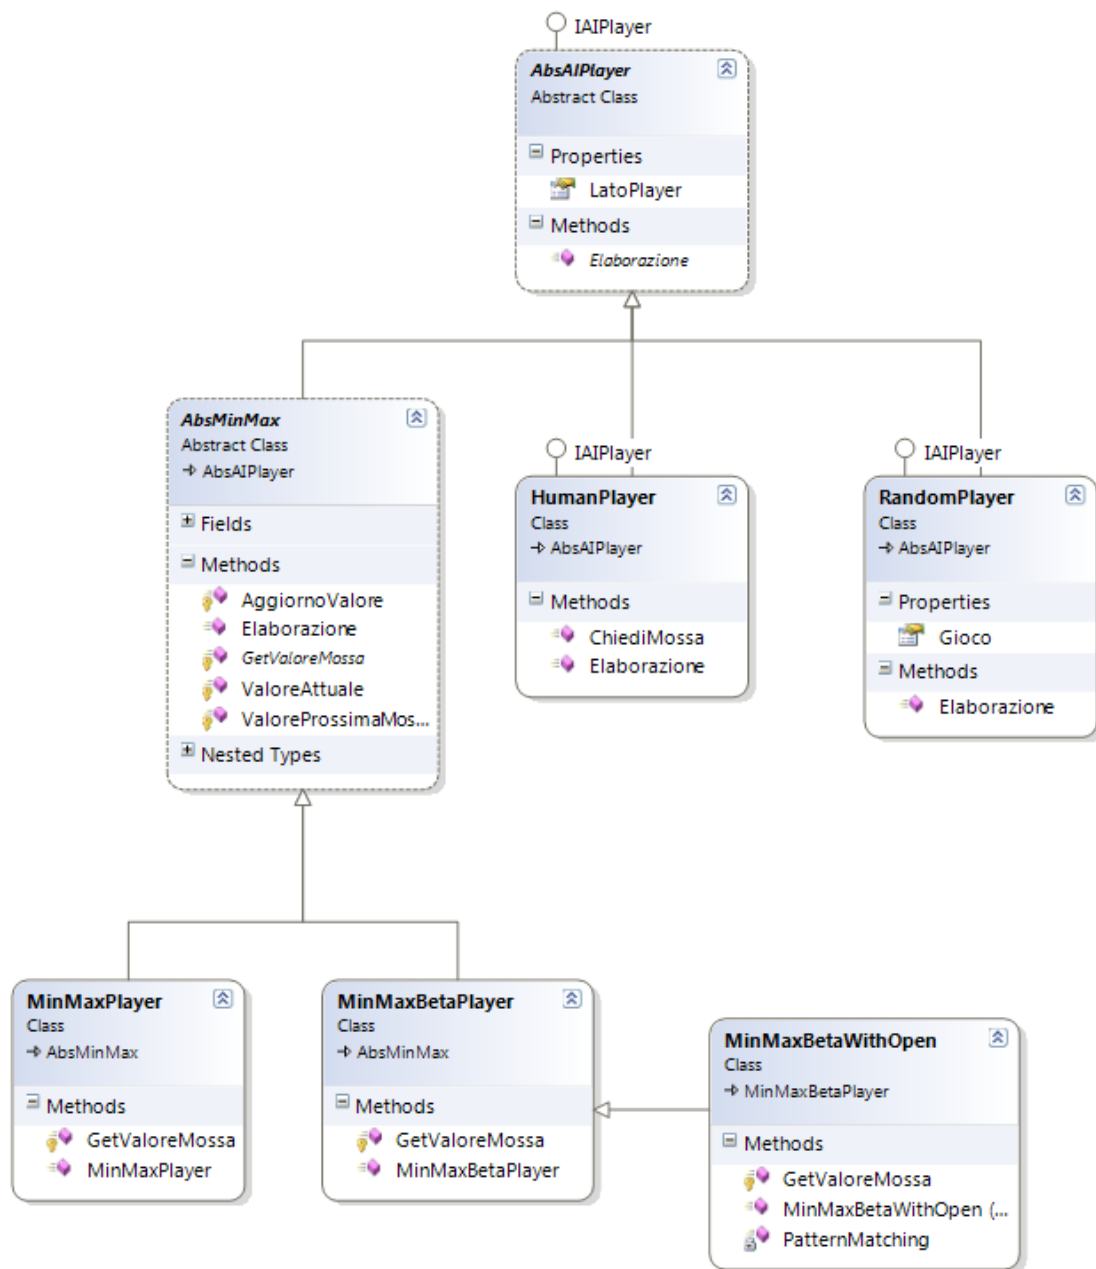 IAIPlayer
AbsAIPlayer
Abstract Class
Properties
LatoPlayer
Methods
Elaborazione
AbsMinMax
Abstract Class
AbsAIPlayer
Fields
Methods
AggiornoValore
Elaborazione
GetValoreMossa
ValoreAttuale
ValoreProssimaMos...
Nested Types
IAIPlayer
HumanPlayer
Class
AbsAIPlayer
Methods
ChiediMossa
Elaborazione
IAIPlayer
RandomPlayer
Class
AbsAIPlayer
Properties
Gioco
Methods
Elaborazione
MinMaxPlayer
Class
AbsMinMax
Methods
GetValoreMossa
MinMaxPlayer
MinMaxBetaPlayer
Class
AbsMinMax
Methods
GetValoreMossa
MinMaxBetaPlayer
MinMaxBetaWithOpen
Class
MinMaxBetaPlayer
Methods
GetValoreMossa
MinMaxBetaWithOpen (...
PatternMatching